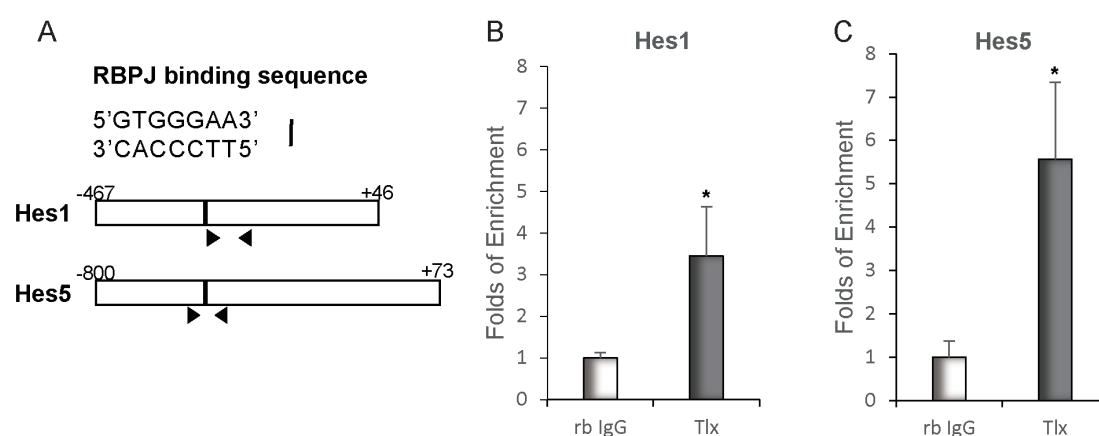 A
RBPJ binding sequence
5'GTGGGAA3'
3'CACCCTT5'
-467 +46
Hes1
-800 +73
Hes5
B
Hes1
Folds of Enrichment
8
7
6
5
4
3
2
1
0
*
rb IgG Tlx
C
Hes5
Folds of Enrichment
8
7
6
5
4
3
2
1
0
*
rb IgG Tlx